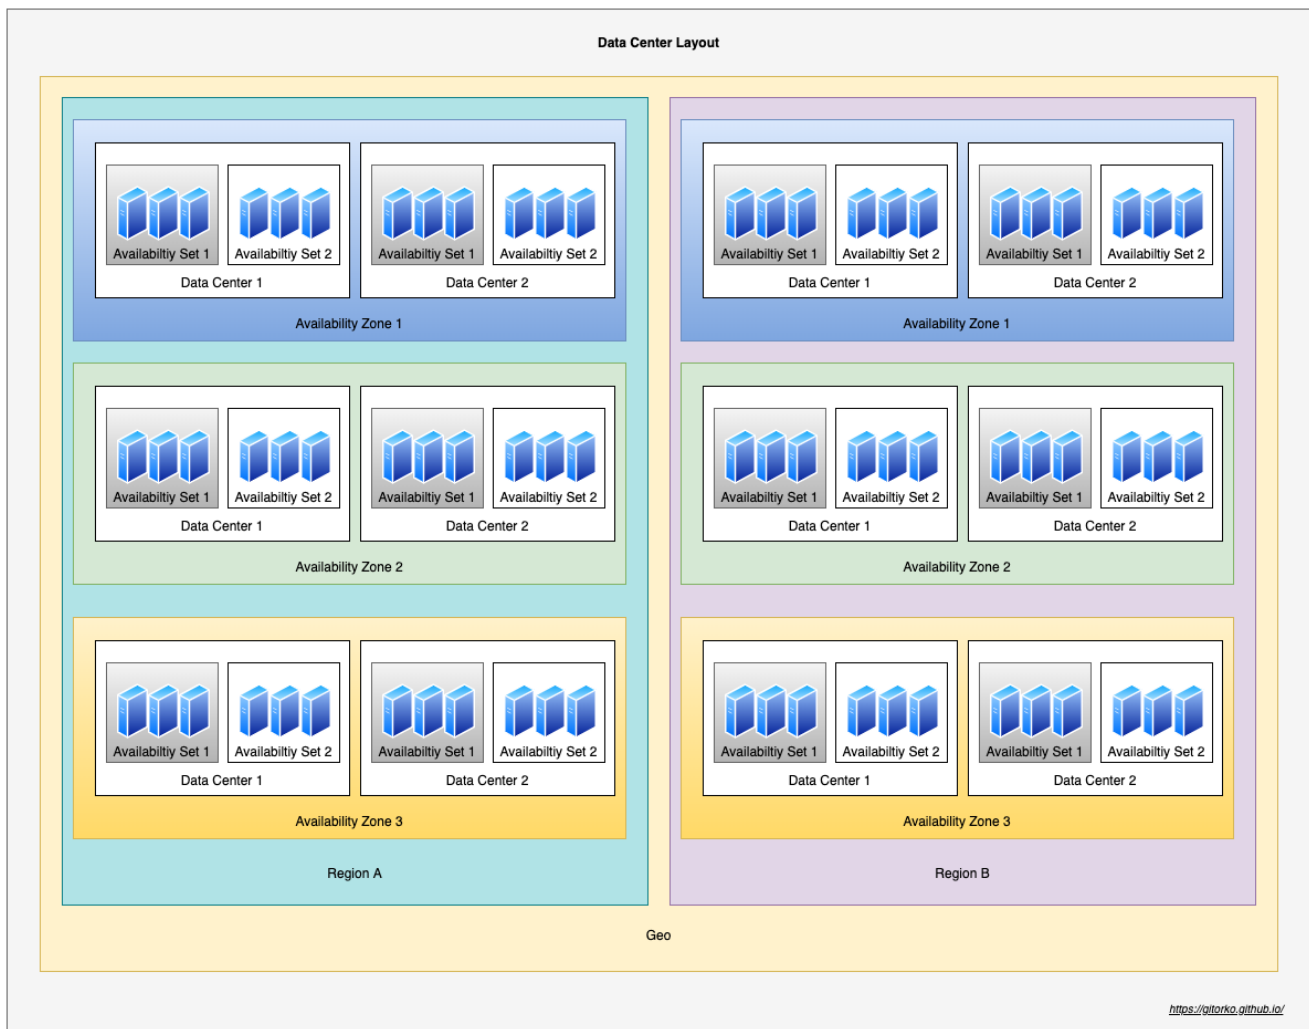 Data Center Layout
Availabiltiy Set 1 Availabiltiy Set 2 Availabiltiy Set 1 Availabiltiy Set 2 Availabiltiy Set 1 Availabiltiy Set 2 Availabiltiy Set 1 Availabiltiy Set 2
Data Center 1 Data Center 2 Data Center 1 Data Center 2
Availability Zone 1 Availability Zone 1
Availabiltiy Set 1 Availabiltiy Set 2 Availabiltiy Set 1 Availabiltiy Set 2 Availabiltiy Set 1 Availabiltiy Set 2 Availabiltiy Set 1 Availabiltiy Set 2
Data Center 1 Data Center 2 Data Center 1 Data Center 2
Availability Zone 2 Availability Zone 2
Availabiltiy Set 1 Availabiltiy Set 2 Availabiltiy Set 1 Availabiltiy Set 2 Availabiltiy Set 1 Availabiltiy Set 2 Availabiltiy Set 1 Availabiltiy Set 2
Data Center 1 Data Center 2 Data Center 1 Data Center 2
Availability Zone 3 Availability Zone 3
Region A Region B
Geo
https://gitorko.github.io/